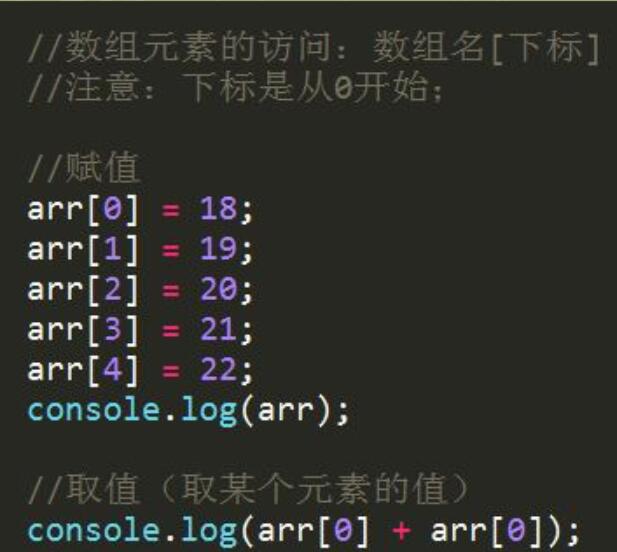 //数组元素的访问：数组名[下标]
//注意：下标是从0开始；
//赋值
arr[0] = 18;
arr[1] = 19;
arr[2] = 20;
arr[3] = 21;
arr[4] = 22;
console.log(arr);
//取值（取某个元素的值）
console.log(arr[0] + arr[0]);